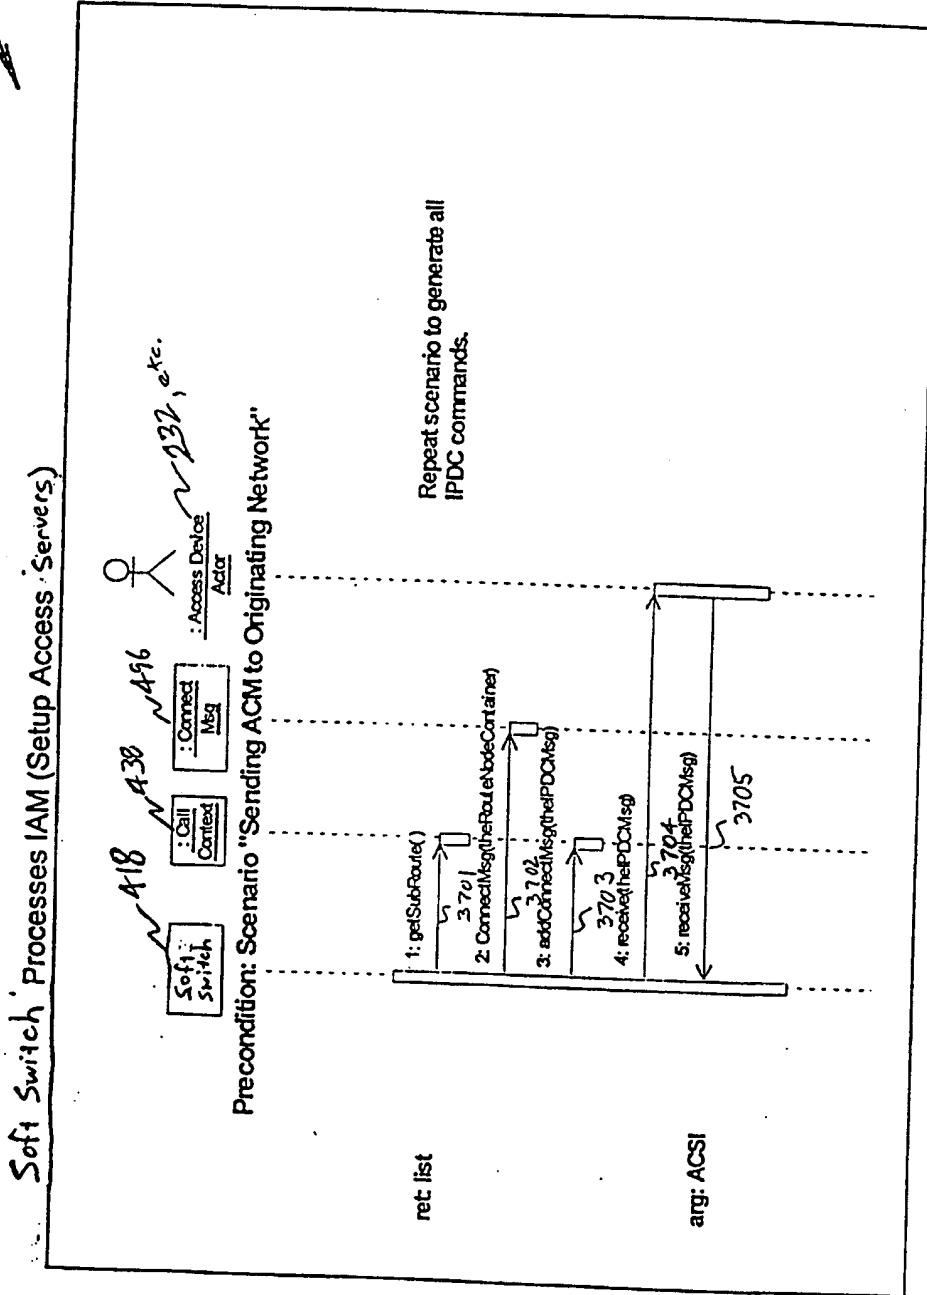 Soft Switch Processes IAM (Setup Access Servers)
418
438
496
232, etc.
Soft
Switch
: Call
Context
: Connect
Msg
: Access Device
Actor
Precondition: Scenario "Sending ACM to Originating Network"
ret: list
1: getSubRoute( )
3701
2: ConnectMsg(theRouteNodeContainer)
3702
3: addConnectMsg(theIPDCMsg)
3703
4: receive(theIPDCMsg)
3704
5: receiveMsg(theIPDCMsg)
3705
arg: ACSI
Repeat scenario to generate all
IPDC commands.